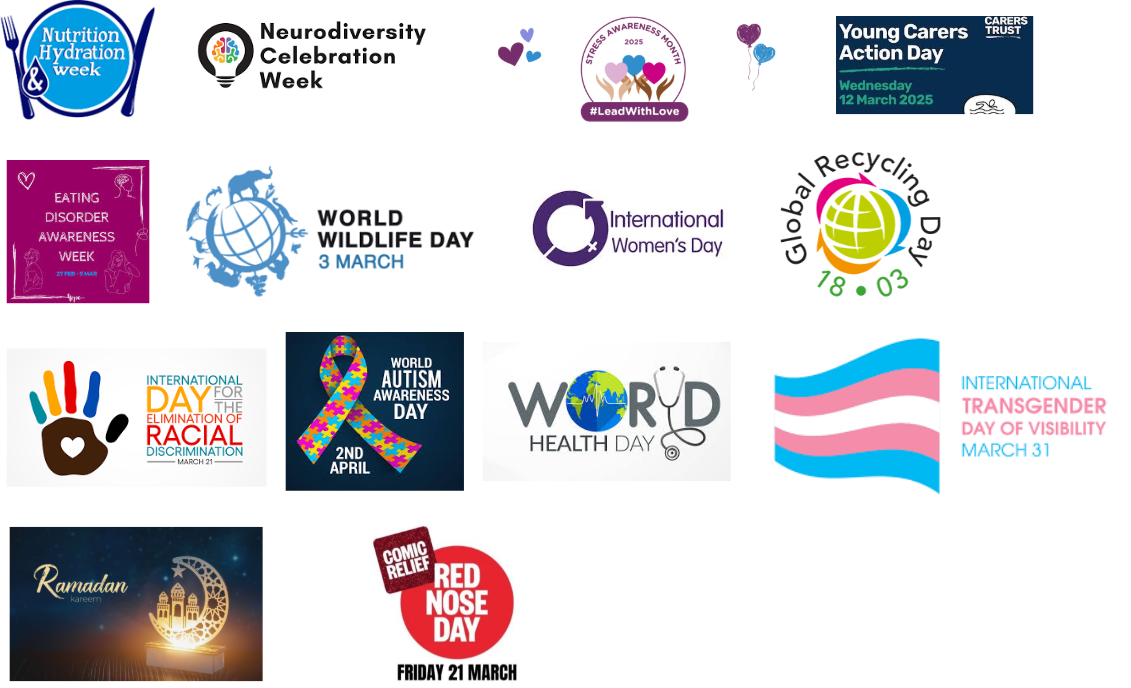 Nutrition
Hydration
week
&
Neurodiversity
Celebration
Week
STRESS AWARENESS MONTH
2025
#LeadWithLove
Young Carers
Action Day
CARERS
TRUST
Wednesday
12 March 2025
EATING
DISORDER
AWARENESS
WEEK
WORLD
WILDLIFE DAY
3 MARCH
International
Women's Day
Global Recycling Day
18 • 03
INTERNATIONAL
DAY FOR THE
ELIMINATION OF
RACIAL
DISCRIMINATION
MARCH 21
WORLD
AUTISM
AWARENESS
DAY
2ND
APRIL
WORLD
HEALTH DAY
INTERNATIONAL
TRANSGENDER
DAY OF VISIBILITY
MARCH 31
Ramadan
kareem
COMIC
RELIEF
RED
NOSE
DAY
FRIDAY 21 MARCH